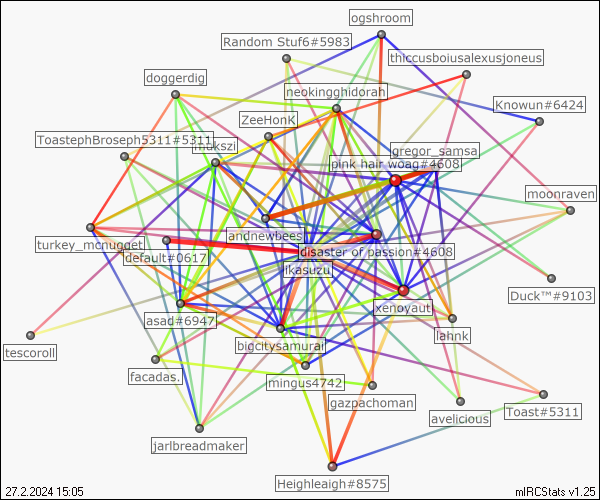 ogshroom
Random Stuf6#5983
thiccusboiusalexusjoneus
doggerdig
neokingghidorah
Knowun#6424
ZeeHonK
ToastephBroseph5311#5311
mukszi
gregor_samsa
pink hair woag#4608
moonraven
andnewbees
turkey_mcnugget
disaster of passion#4608
default#0617
ikasuzu
Duck™#9103
xenoyauti
asad#6947
lahnk
bigcitysamurai
tescoroll
facadas.
mingus4742
gazpachoman
avelicious
Toast#5311
jarlbreadmaker
Heighleaigh#8575
27.2.2024 15:05
mIRCStats v1.25